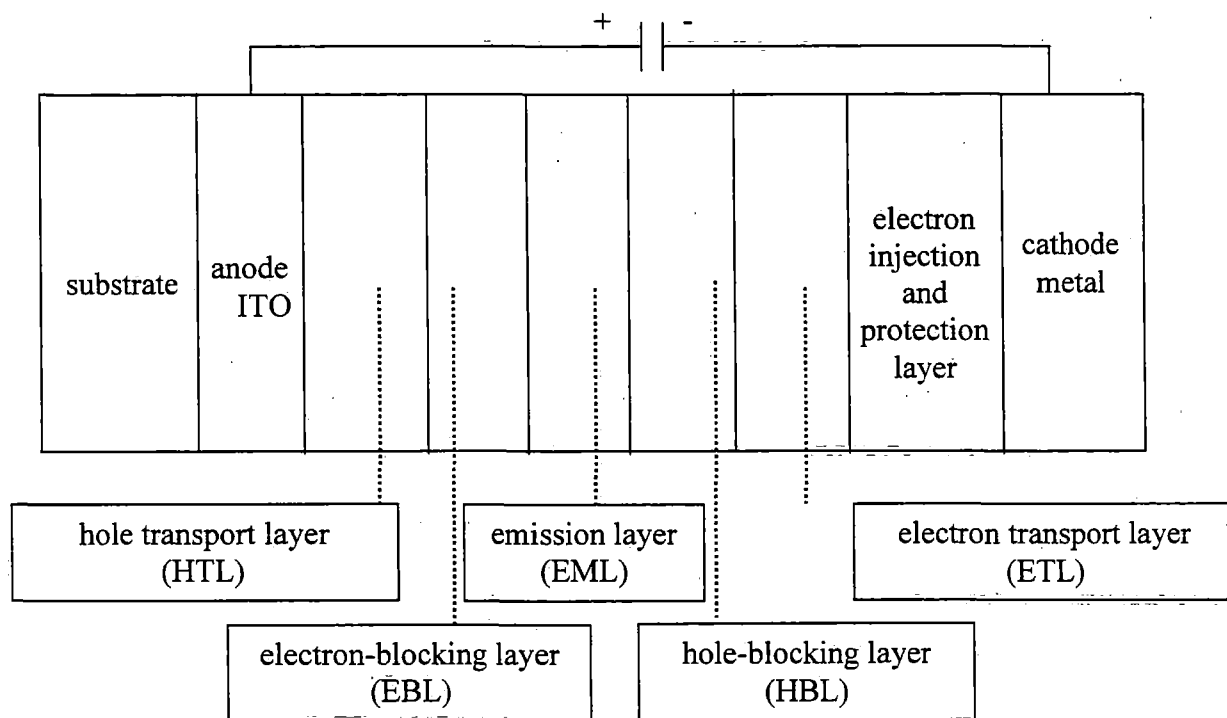 + -
substrate
anode
ITO
electron
injection
and
protection
layer
cathode
metal
hole transport layer
(HTL)
emission layer
(EML)
electron transport layer
(ETL)
electron-blocking layer
(EBL)
hole-blocking layer
(HBL)